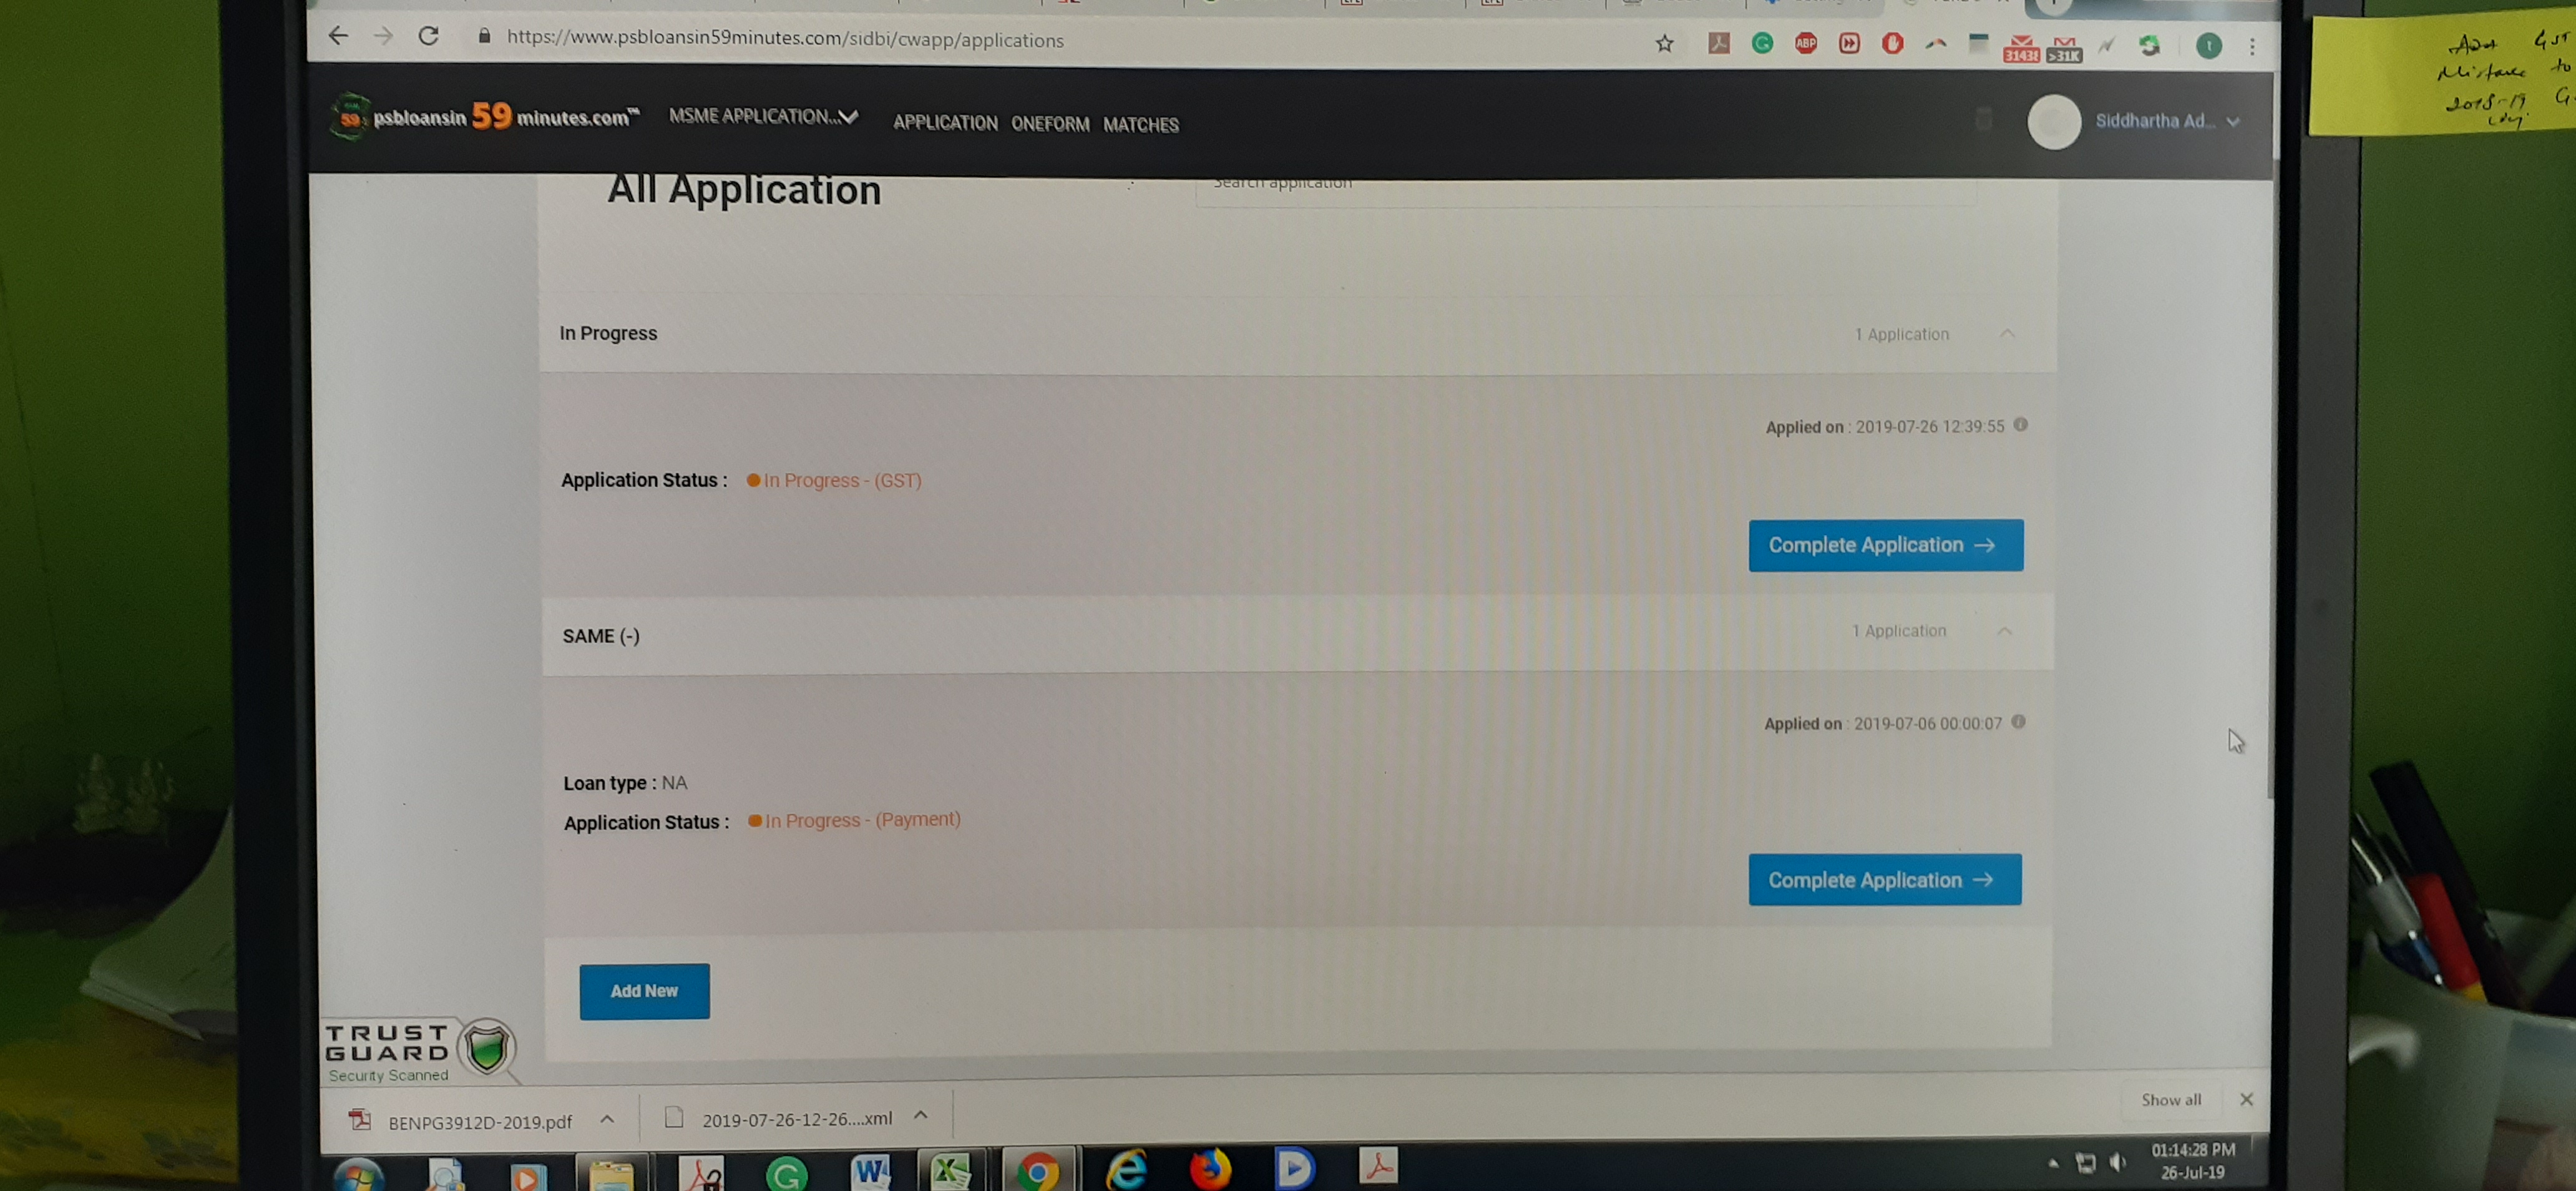 https://www.psbloansin59minutes.com/sidbi/cwapp/applications
ABP
3143
>31K
t
59 psbloansin 59 minutes.com™ MSME APPLICATION... APPLICATION ONEFORM MATCHES Siddhartha Ad...
GST
to
2018-19
All Application
Search application
In Progress 1 Application
Applied on : 2019-07-26 12:39:55
Application Status : In Progress - (GST)
Complete Application →
SAME (-) 1 Application
Applied on : 2019-07-06 00:00:07
Loan type : NA
Application Status : In Progress - (Payment)
Complete Application →
Add New
TRUST
GUARD
Security Scanned
BENPG3912D-2019.pdf 2019-07-26-12-26....xml Show all
01:14:28 PM
26-Jul-19